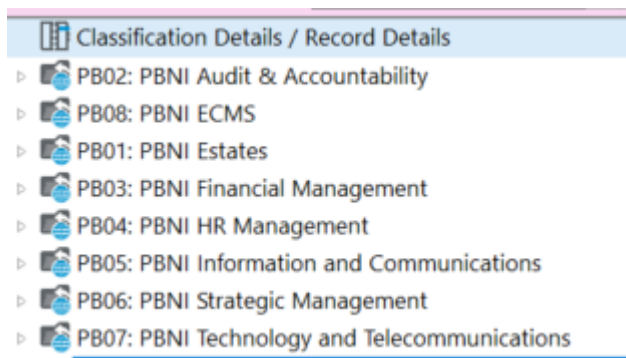 Classification Details / Record Details
PB02: PBNI Audit & Accountability
PB08: PBNI ECMS
PB01: PBNI Estates
PB03: PBNI Financial Management
PB04: PBNI HR Management
PB05: PBNI Information and Communications
PB06: PBNI Strategic Management
PB07: PBNI Technology and Telecommunications